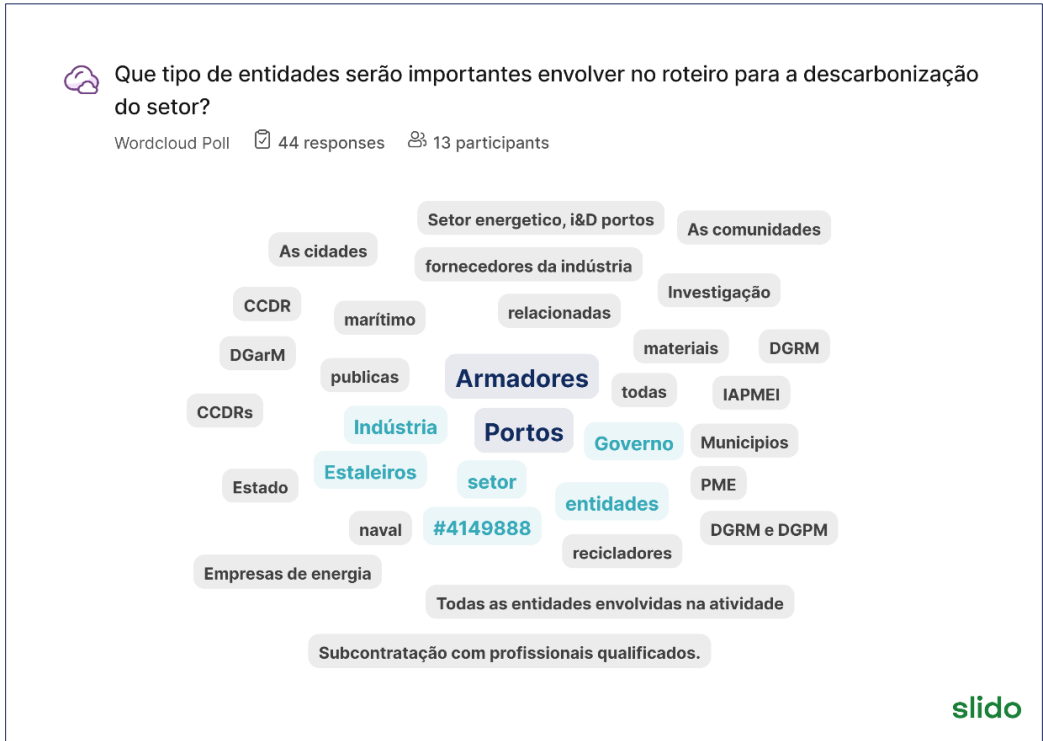 Que tipo de entidades serão importantes envolver no roteiro para a descarbonização
do setor?
Wordcloud Poll 44 responses 13 participants
Setor energetico, i&D portos
As comunidades
As cidades
fornecedores da indústria
Investigação
CCDR
relacionadas
marítimo
materiais
DGRM
DGarM
publicas
Armadores
todas
IAPMEI
CCDRs
Indústria
Portos
Governo
Municipios
Estaleiros
setor
PME
Estado
entidades
naval
#4149888
DGRM e DGPM
recicladores
Empresas de energia
Todas as entidades envolvidas na atividade
Subcontratação com profissionais qualificados.
slido